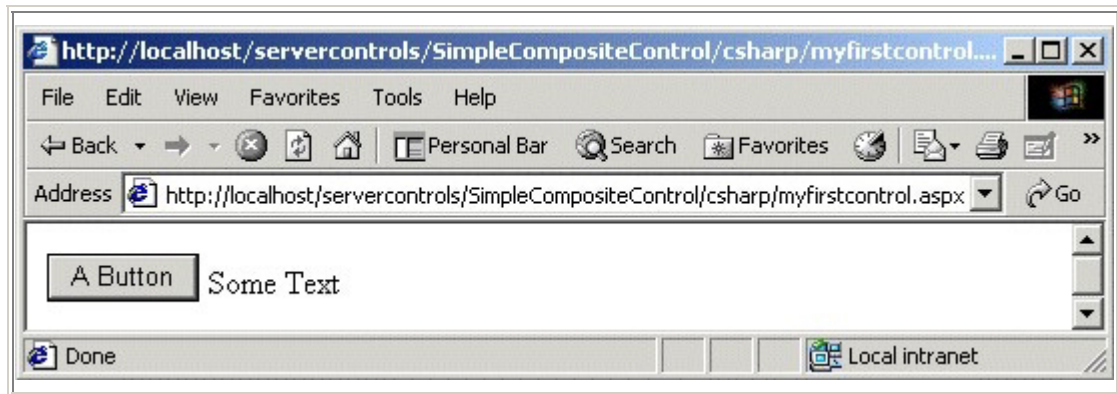 http://localhost/servercontrols/SimpleCompositeControl/csharp/myfirstcontrol....
File Edit View Favorites Tools Help
Back Personal Bar Search Favorites »
Address http://localhost/servercontrols/SimpleCompositeControl/csharp/myfirstcontrol.aspx Go
A Button Some Text
Done Local intranet